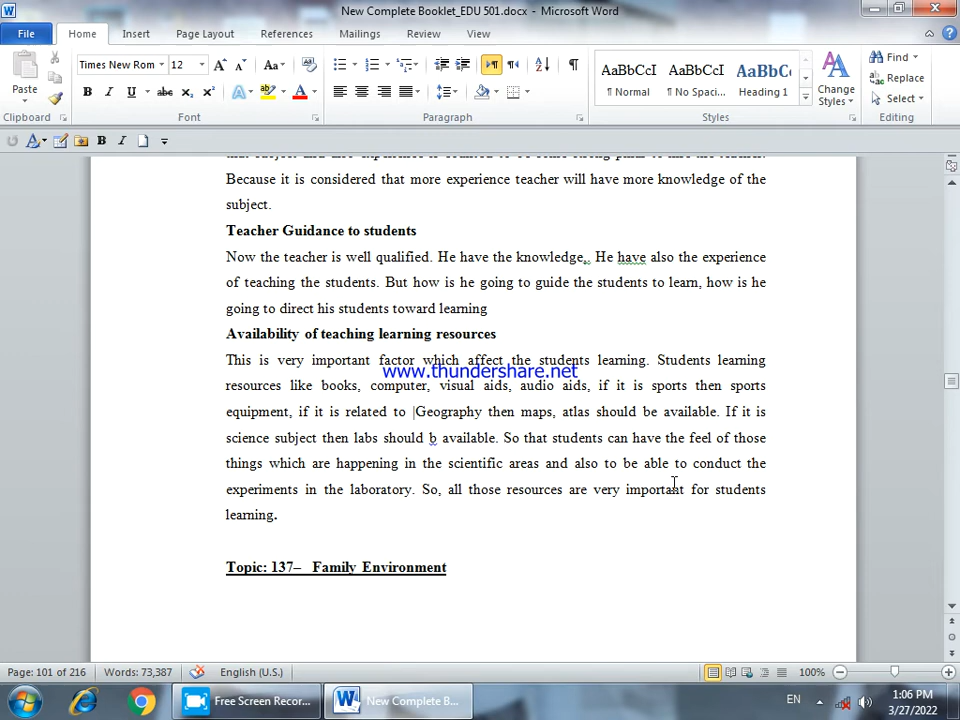 New Complete Booklet_EDU 501.docx - Microsoft Word
File Home Insert Page Layout References Mailings Review View
Times New Rom 12 Aa
Paste
B I U abc x₂ x² A ab A
AaBbCcI AaBbCcI AaBbCc
¶ Normal ¶ No Spaci... Heading 1
Change Styles
Find
Replace
Select
Clipboard Font Paragraph Styles Editing
A B I
Because it is considered that more experience teacher will have more knowledge of the
subject.
Teacher Guidance to students
Now the teacher is well qualified. He have the knowledge,. He have also the experience
of teaching the students. But how is he going to guide the students to learn, how is he
going to direct his students toward learning
Availability of teaching learning resources
This is very important factor which affect the students learning. Students learning
www.thundershare.net
resources like books, computer, visual aids, audio aids, if it is sports then sports
equipment, if it is related to Geography then maps, atlas should be available. If it is
science subject then labs should b available. So that students can have the feel of those
things which are happening in the scientific areas and also to be able to conduct the
experiments in the laboratory. So, all those resources are very important for students
learning.
Topic: 137– Family Environment
Page: 101 of 216 Words: 73,387 English (U.S.) 100%
Free Screen Recor... New Complete B... EN 1:06 PM
3/27/2022